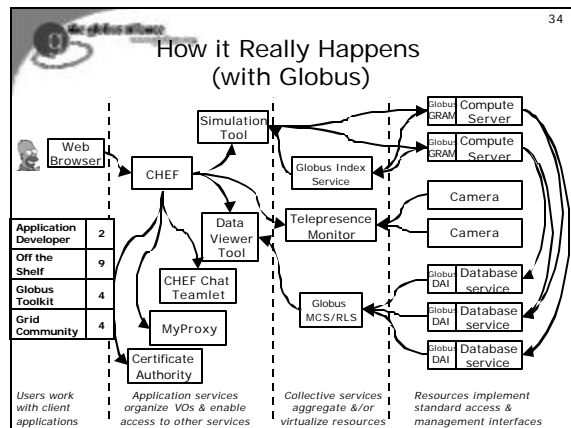 34
the globus alliance
How it Really Happens
(with Globus)
Web
Browser
CHEF
Simulation
Tool
Data
Viewer
Tool
CHEF Chat
Teamlet
MyProxy
Certificate
Authority
Globus Index
Service
Telepresence
Monitor
Globus
MCS/RLS
Globus
GRAM
Compute
Server
Globus
GRAM
Compute
Server
Camera
Camera
Globus
DAI
Database
service
Globus
DAI
Database
service
Globus
DAI
Database
service
Application
Developer 2
Off the
Shelf 9
Globus
Toolkit 4
Grid
Community 4
Users work
with client
applications
Application services
organize VOs & enable
access to other services
Collective services
aggregate &/or
virtualize resources
Resources implement
standard access &
management interfaces